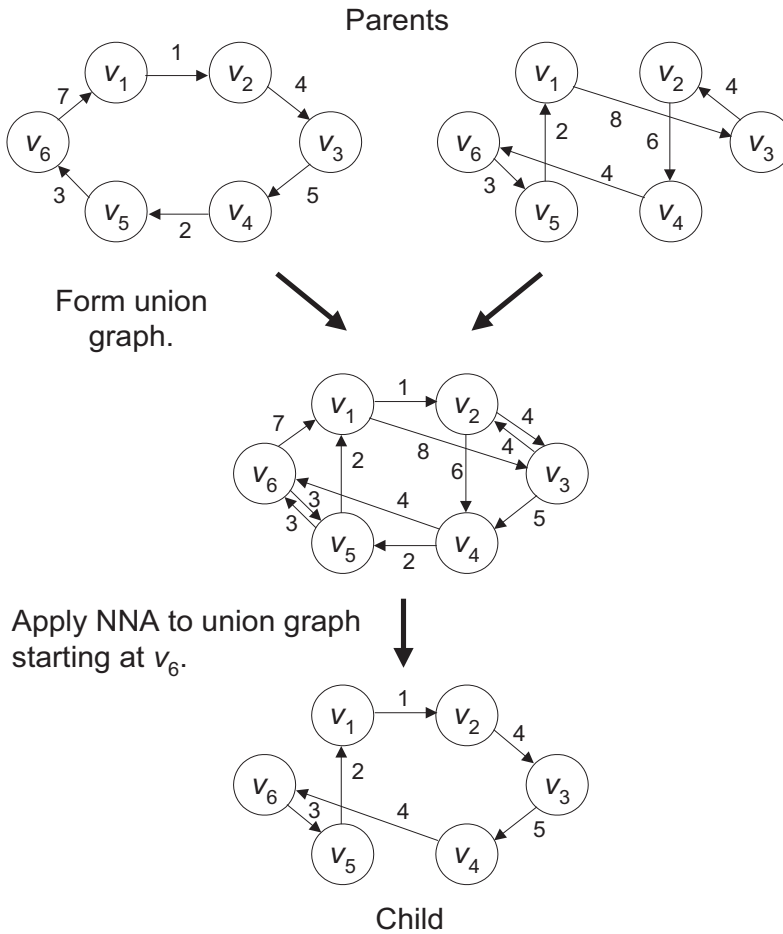 Parents
v1 1 v2 4 v3 5 v4 2 v5 3 v6 7
v1 8 v3 4 v2 6 v4 4 v6 3 v5 2
Form union
graph.
v1 1 v2 4 4 v3 5 v4 2 v5 3 3 v6 7 2 8 6 4
Apply NNA to union graph
starting at v6.
v1 1 v2 4 v3 5 v4 4 v6 3 v5 2
Child